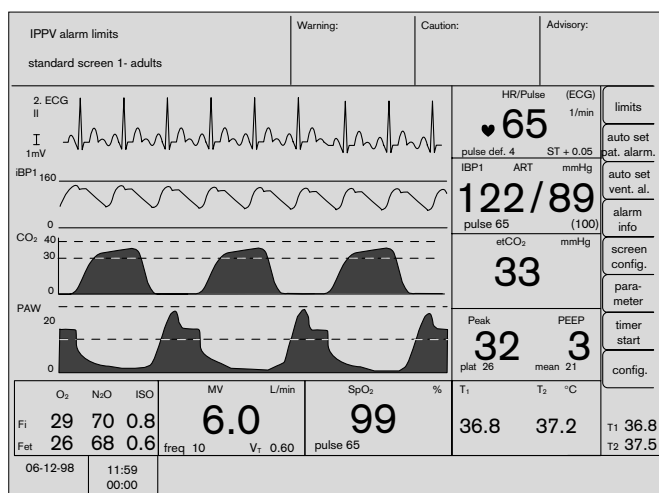 IPPV alarm limits
standard screen 1- adults
Warning:
Caution:
Advisory:
2. ECG
II
1mV
HR/Pulse (ECG)
65 1/min
pulse def. 4 ST + 0.05
iBP1 160
0
IBP1 ART mmHg
122/89
pulse 65 (100)
CO₂ 40
30
0
etCO₂ mmHg
33
PAW
20
0
Peak PEEP
32 3
plat 26 mean 21
limits
auto set
pat. alarm.
auto set
vent. al.
alarm
info
screen
config.
para-
meter
timer
start
config.
O₂ N₂O ISO
Fi 29 70 0.8
Fet 26 68 0.6
MV L/min
6.0
freq 10 VT 0.60
SpO₂ %
99
pulse 65
T₁ T₂ °C
36.8 37.2
T1 36.8
T2 37.5
06-12-98
11:59
00:00